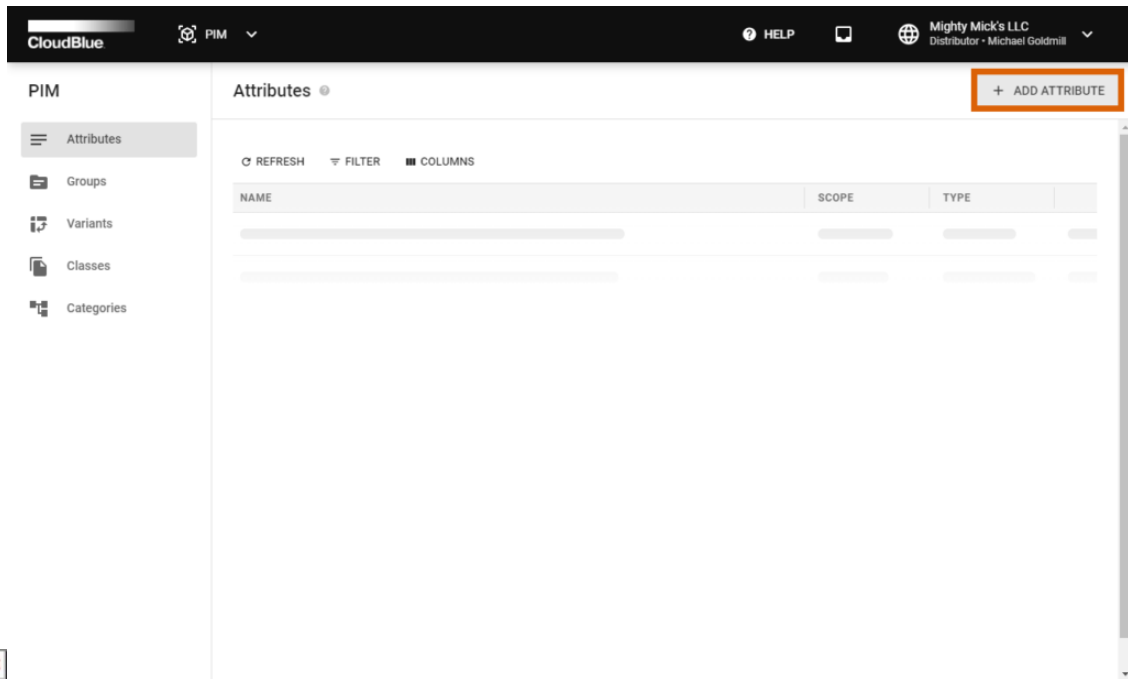 CloudBlue
PIM
HELP
Mighty Mick's LLC
Distributor • Michael Goldmill
PIM
Attributes
+ ADD ATTRIBUTE
Attributes
Groups
Variants
Classes
Categories
REFRESH
FILTER
COLUMNS
NAME
SCOPE
TYPE